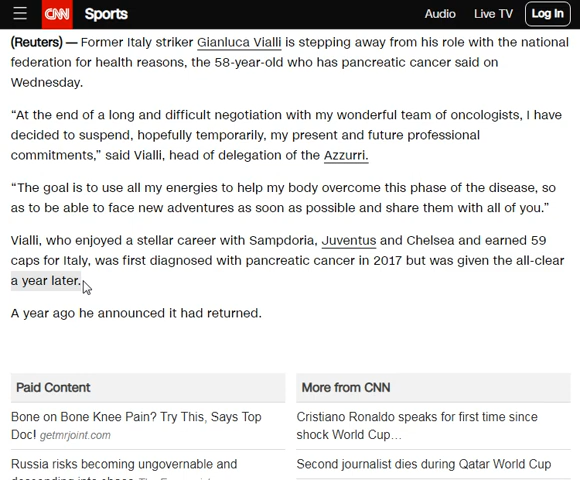 CNN Sports Audio Live TV Log In
(Reuters) — Former Italy striker Gianluca Vialli is stepping away from his role with the national
federation for health reasons, the 58-year-old who has pancreatic cancer said on
Wednesday.
“At the end of a long and difficult negotiation with my wonderful team of oncologists, I have
decided to suspend, hopefully temporarily, my present and future professional
commitments,” said Vialli, head of delegation of the Azzurri.
“The goal is to use all my energies to help my body overcome this phase of the disease, so
as to be able to face new adventures as soon as possible and share them with all of you.”
Vialli, who enjoyed a stellar career with Sampdoria, Juventus and Chelsea and earned 59
caps for Italy, was first diagnosed with pancreatic cancer in 2017 but was given the all-clear
a year later.
A year ago he announced it had returned.
Paid Content
Bone on Bone Knee Pain? Try This, Says Top
Doc! getmrjoint.com
Russia risks becoming ungovernable and
descending into chaos The Economist
More from CNN
Cristiano Ronaldo speaks for first time since
shock World Cup...
Second journalist dies during Qatar World Cup